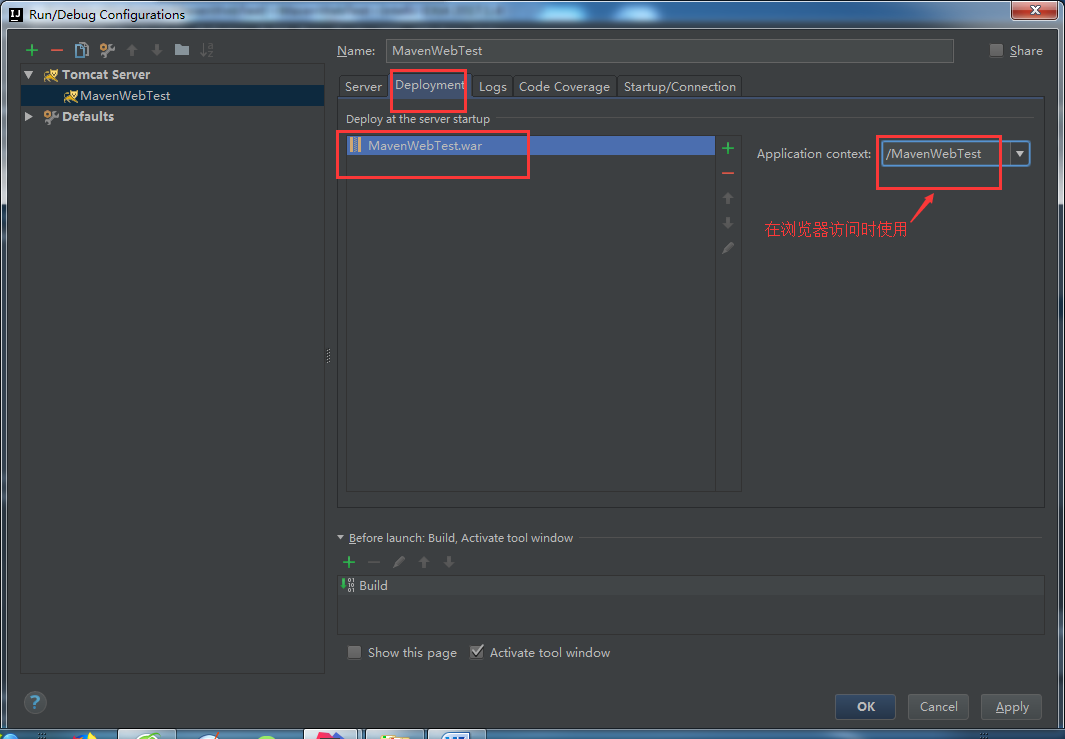 Run/Debug Configurations
Name: MavenWebTest
Share
Tomcat Server
MavenWebTest
Defaults
Server Deployment Logs Code Coverage Startup/Connection
Deploy at the server startup
MavenWebTest.war
Application context: /MavenWebTest
在浏览器访问时使用
Before launch: Build, Activate tool window
Build
Show this page Activate tool window
?
OK Cancel Apply